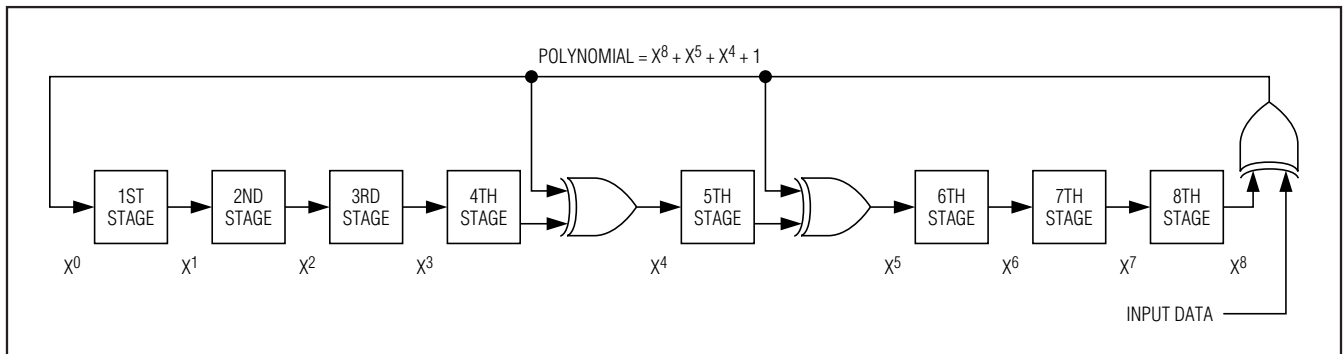 POLYNOMIAL = X⁸ + X⁵ + X⁴ + 1
1ST
STAGE
2ND
STAGE
3RD
STAGE
4TH
STAGE
5TH
STAGE
6TH
STAGE
7TH
STAGE
8TH
STAGE
X⁰ X¹ X² X³ X⁴ X⁵ X⁶ X⁷ X⁸
INPUT DATA